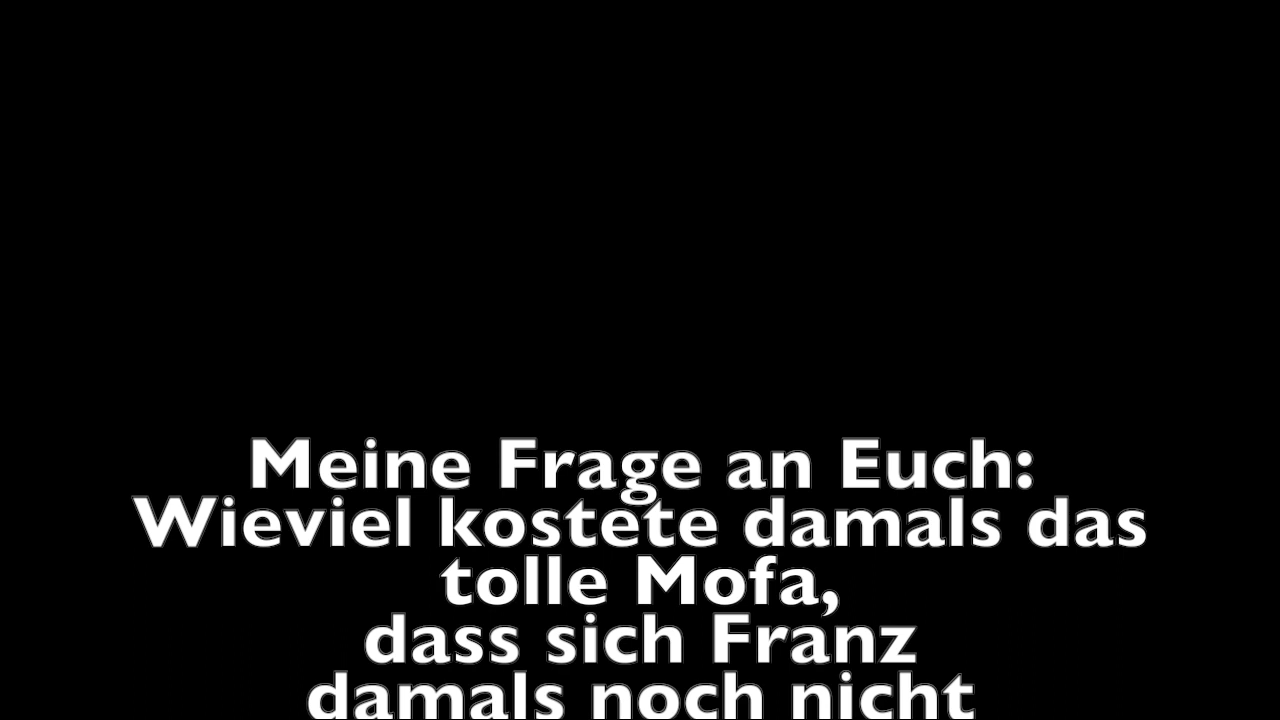 Meine Frage an Euch:
Wieviel kostete damals das
tolle Mofa,
dass sich Franz
damals noch nicht